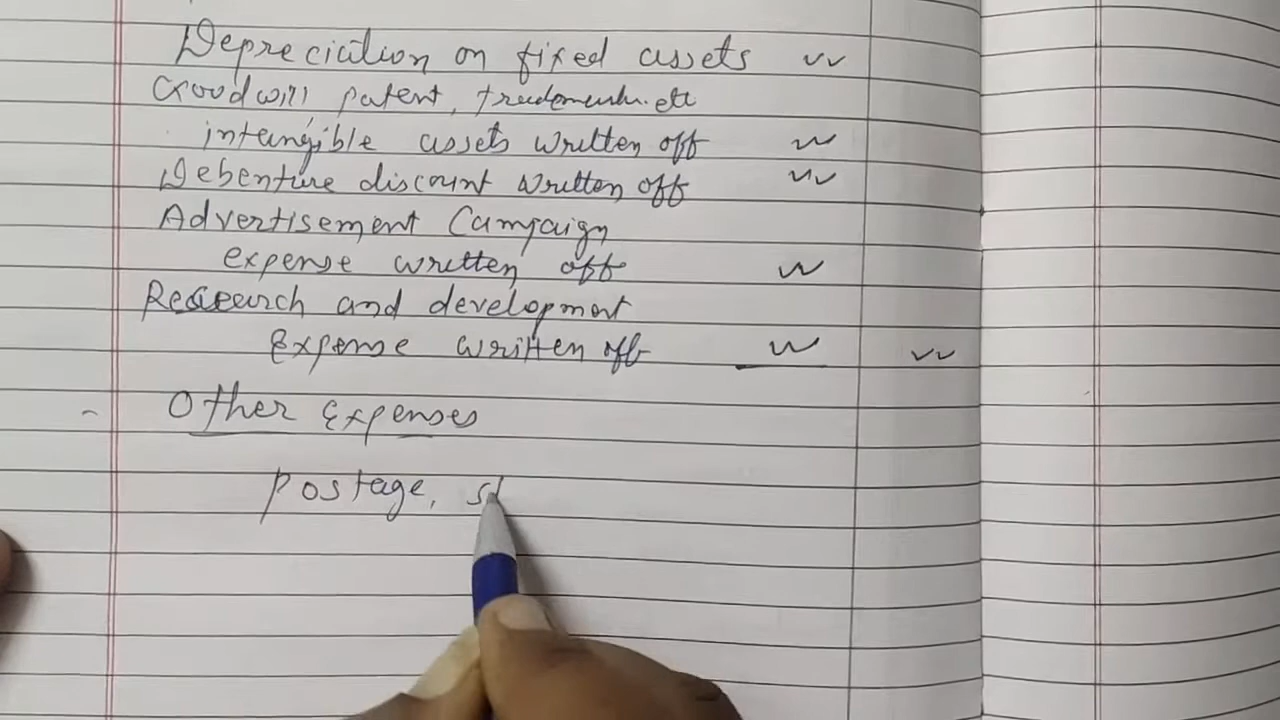 Depreciation on fixed assets
Goodwill patent, trademark. etc
intangible assets written off
Debenture discount written off
Advertisement Campaign
expense written off
Research and development
Expense written off
Other Expenses
postage, st